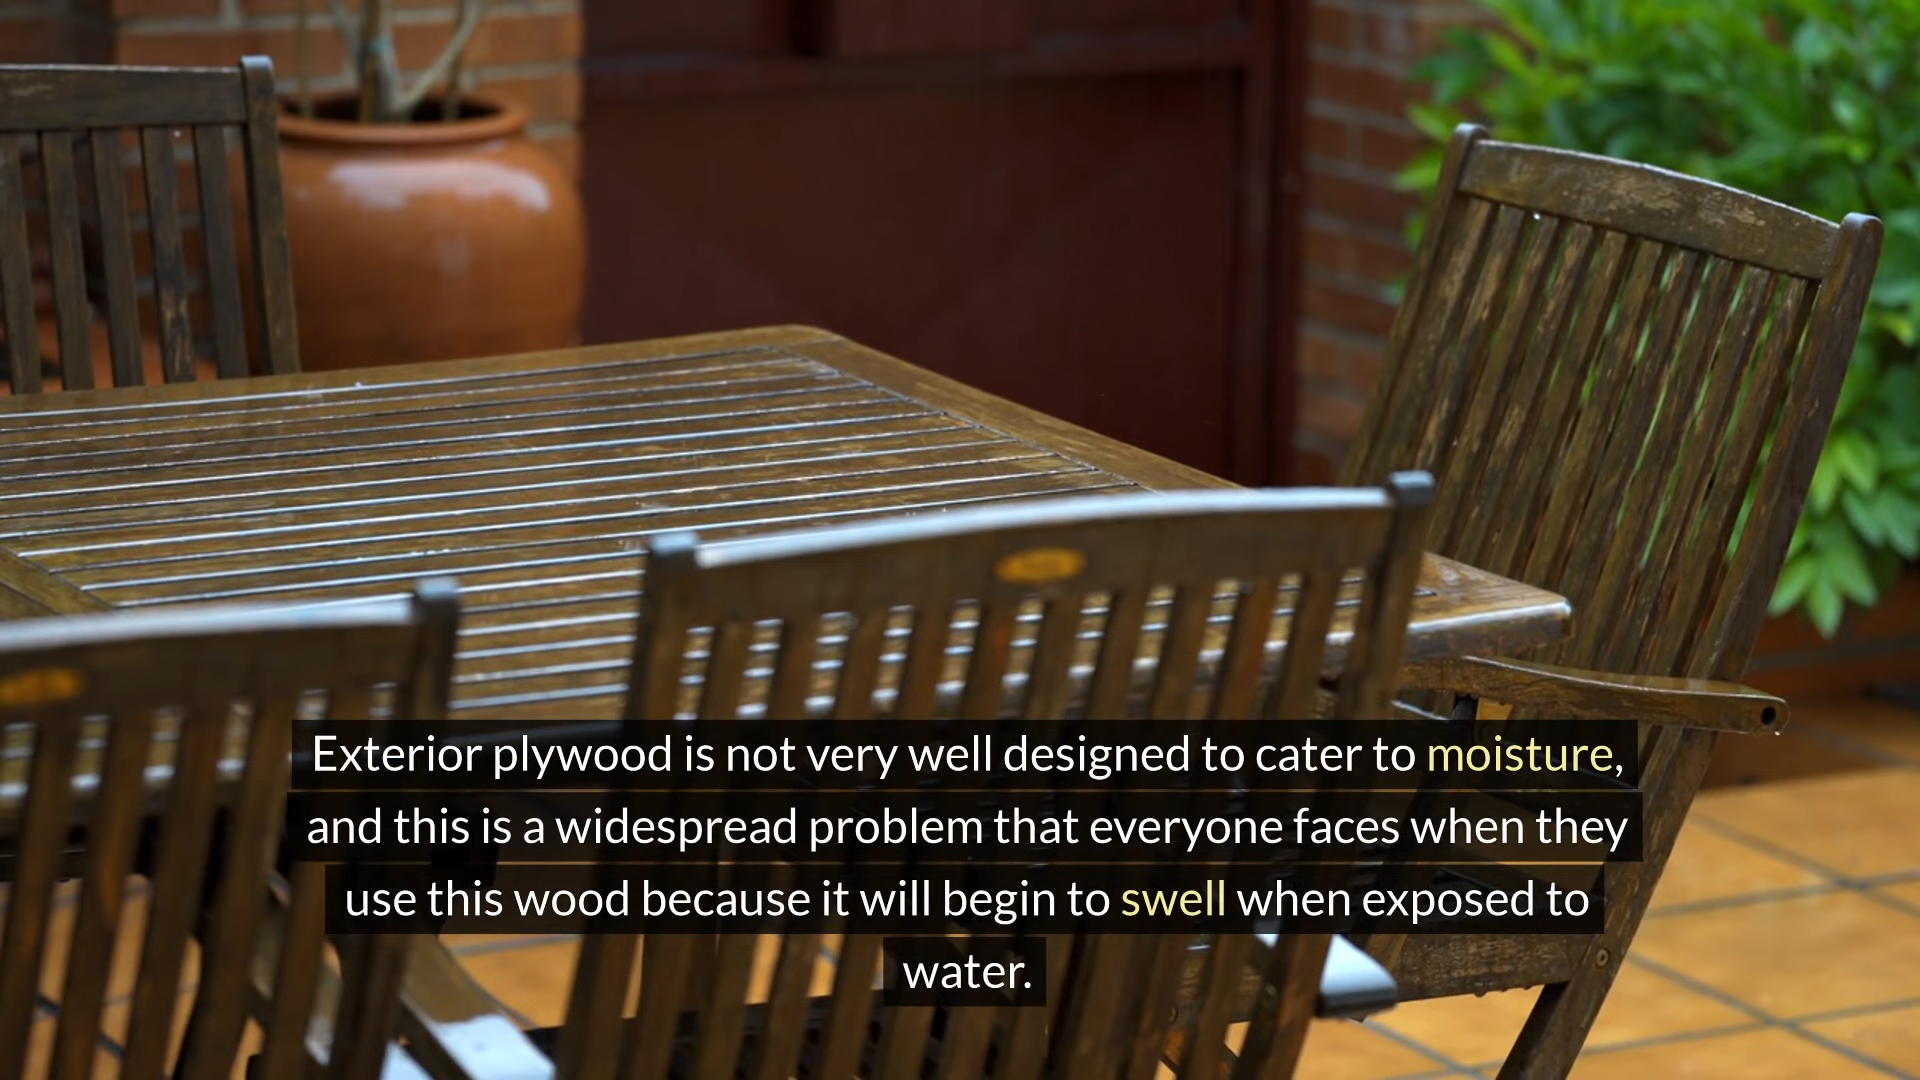 Exterior plywood is not very well designed to cater to moisture,
and this is a widespread problem that everyone faces when they
use this wood because it will begin to swell when exposed to
water.